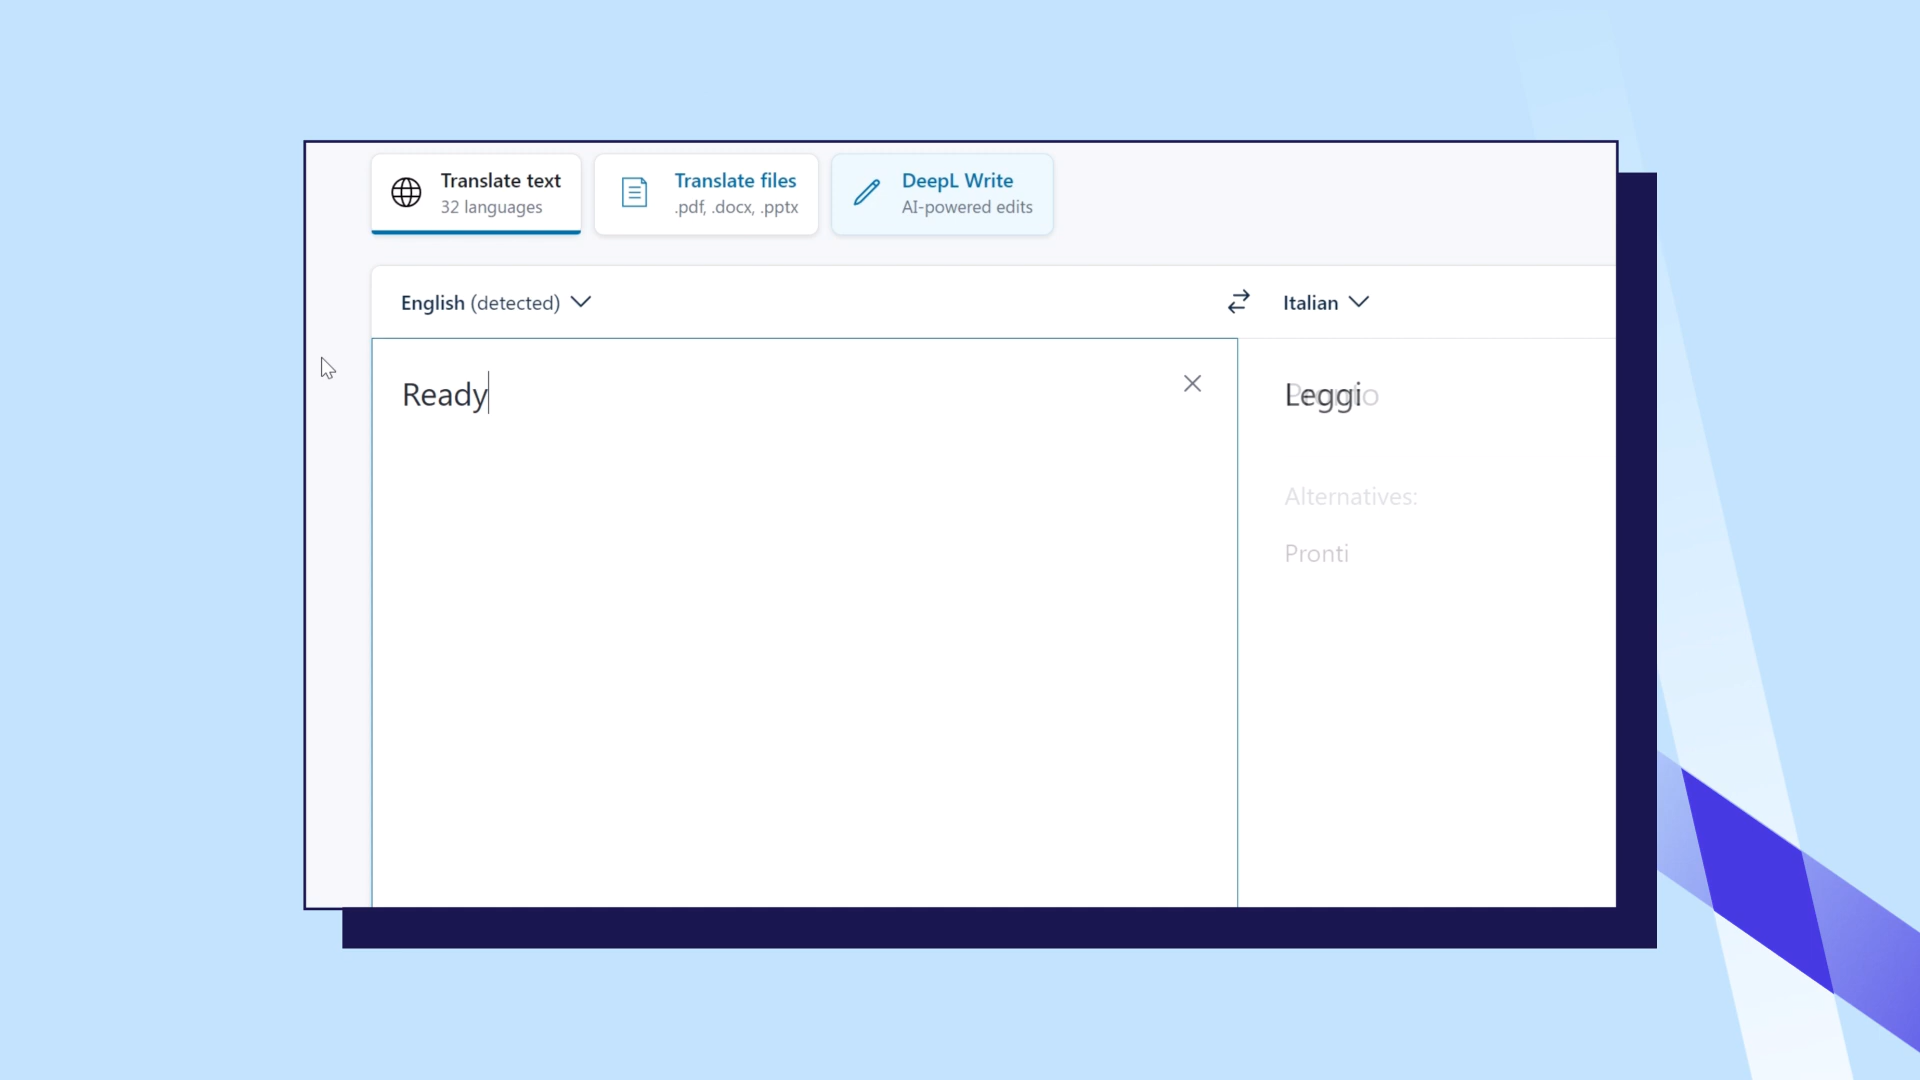 Translate text
32 languages
Translate files
.pdf, .docx, .pptx
DeepL Write
AI-powered edits
English (detected)
Italian
Ready
Leggi
Alternatives:
Pronti